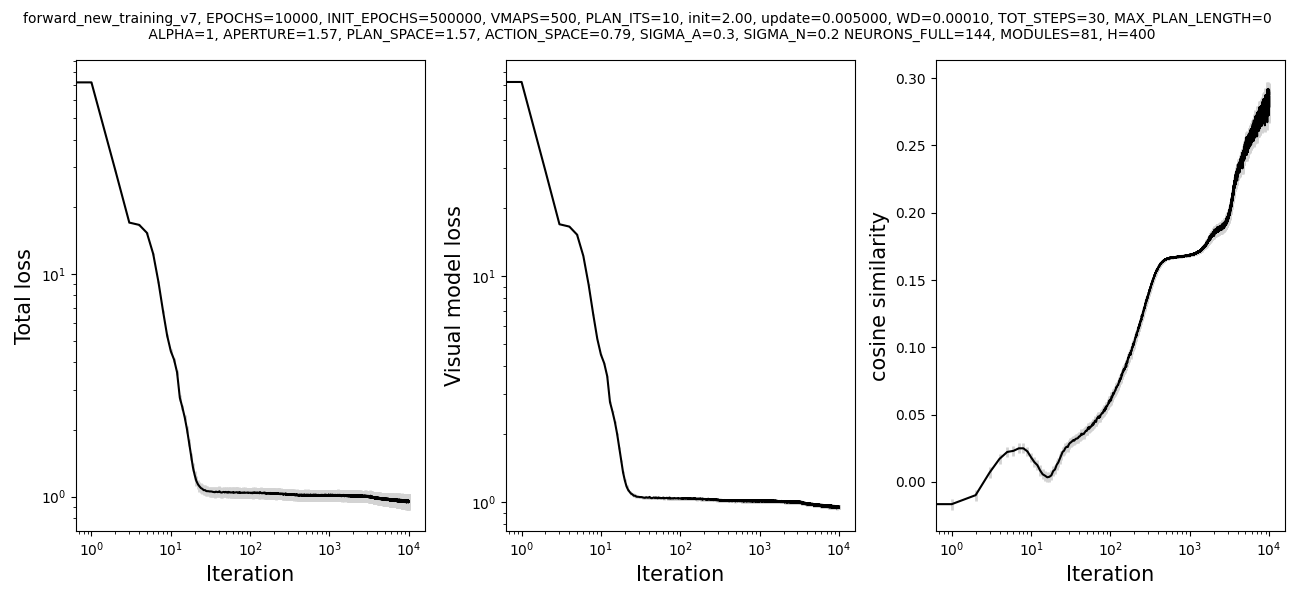 forward_new_training_v7, EPOCHS=10000, INIT_EPOCHS=500000, VMAPS=500, PLAN_ITS=10, init=2.00, update=0.005000, WD=0.00010, TOT_STEPS=30, MAX_PLAN_LENGTH=0
ALPHA=1, APERTURE=1.57, PLAN_SPACE=1.57, ACTION_SPACE=0.79, SIGMA_A=0.3, SIGMA_N=0.2 NEURONS_FULL=144, MODULES=81, H=400
Total loss
10¹
10⁰
10⁰ 10¹ 10² 10³ 10⁴
Iteration
Visual model loss
10¹
10⁰
10⁰ 10¹ 10² 10³ 10⁴
Iteration
cosine similarity
0.30
0.25
0.20
0.15
0.10
0.05
0.00
10⁰ 10¹ 10² 10³ 10⁴
Iteration